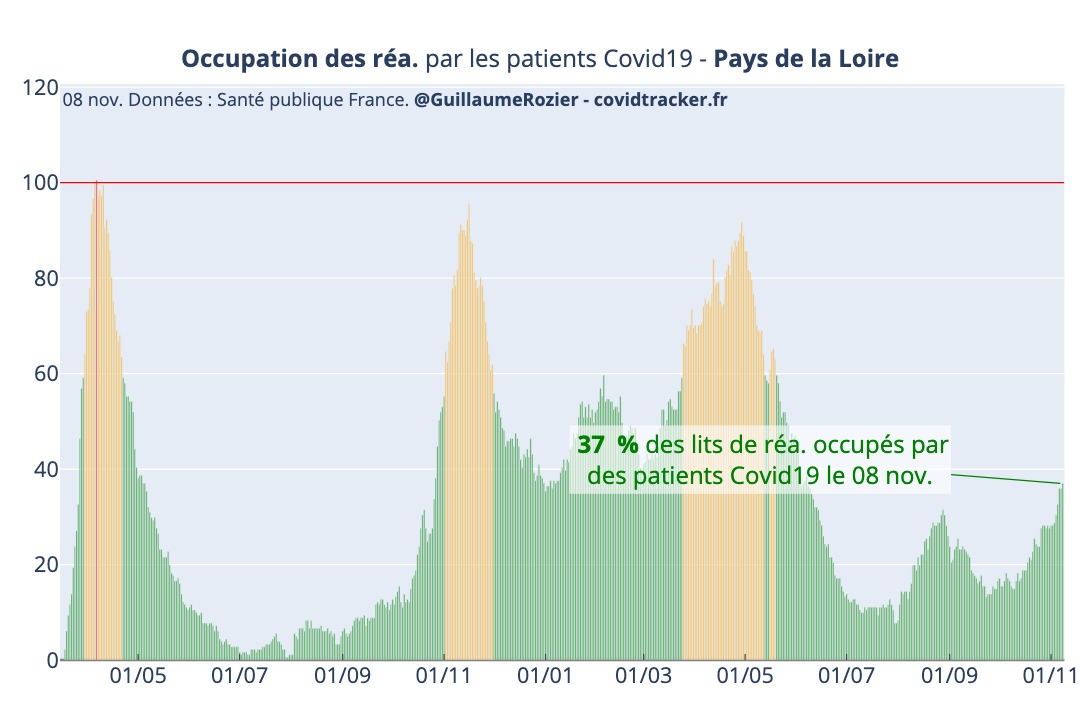 Occupation des réa. par les patients Covid19 - Pays de la Loire
120
08 nov. Données : Santé publique France. @GuillaumeRozier - covidtracker.fr
100
80
60
37 % des lits de réa. occupés par
des patients Covid19 le 08 nov.
40
20
0
01/05 01/07 01/09 01/11 01/01 01/03 01/05 01/07 01/09 01/11